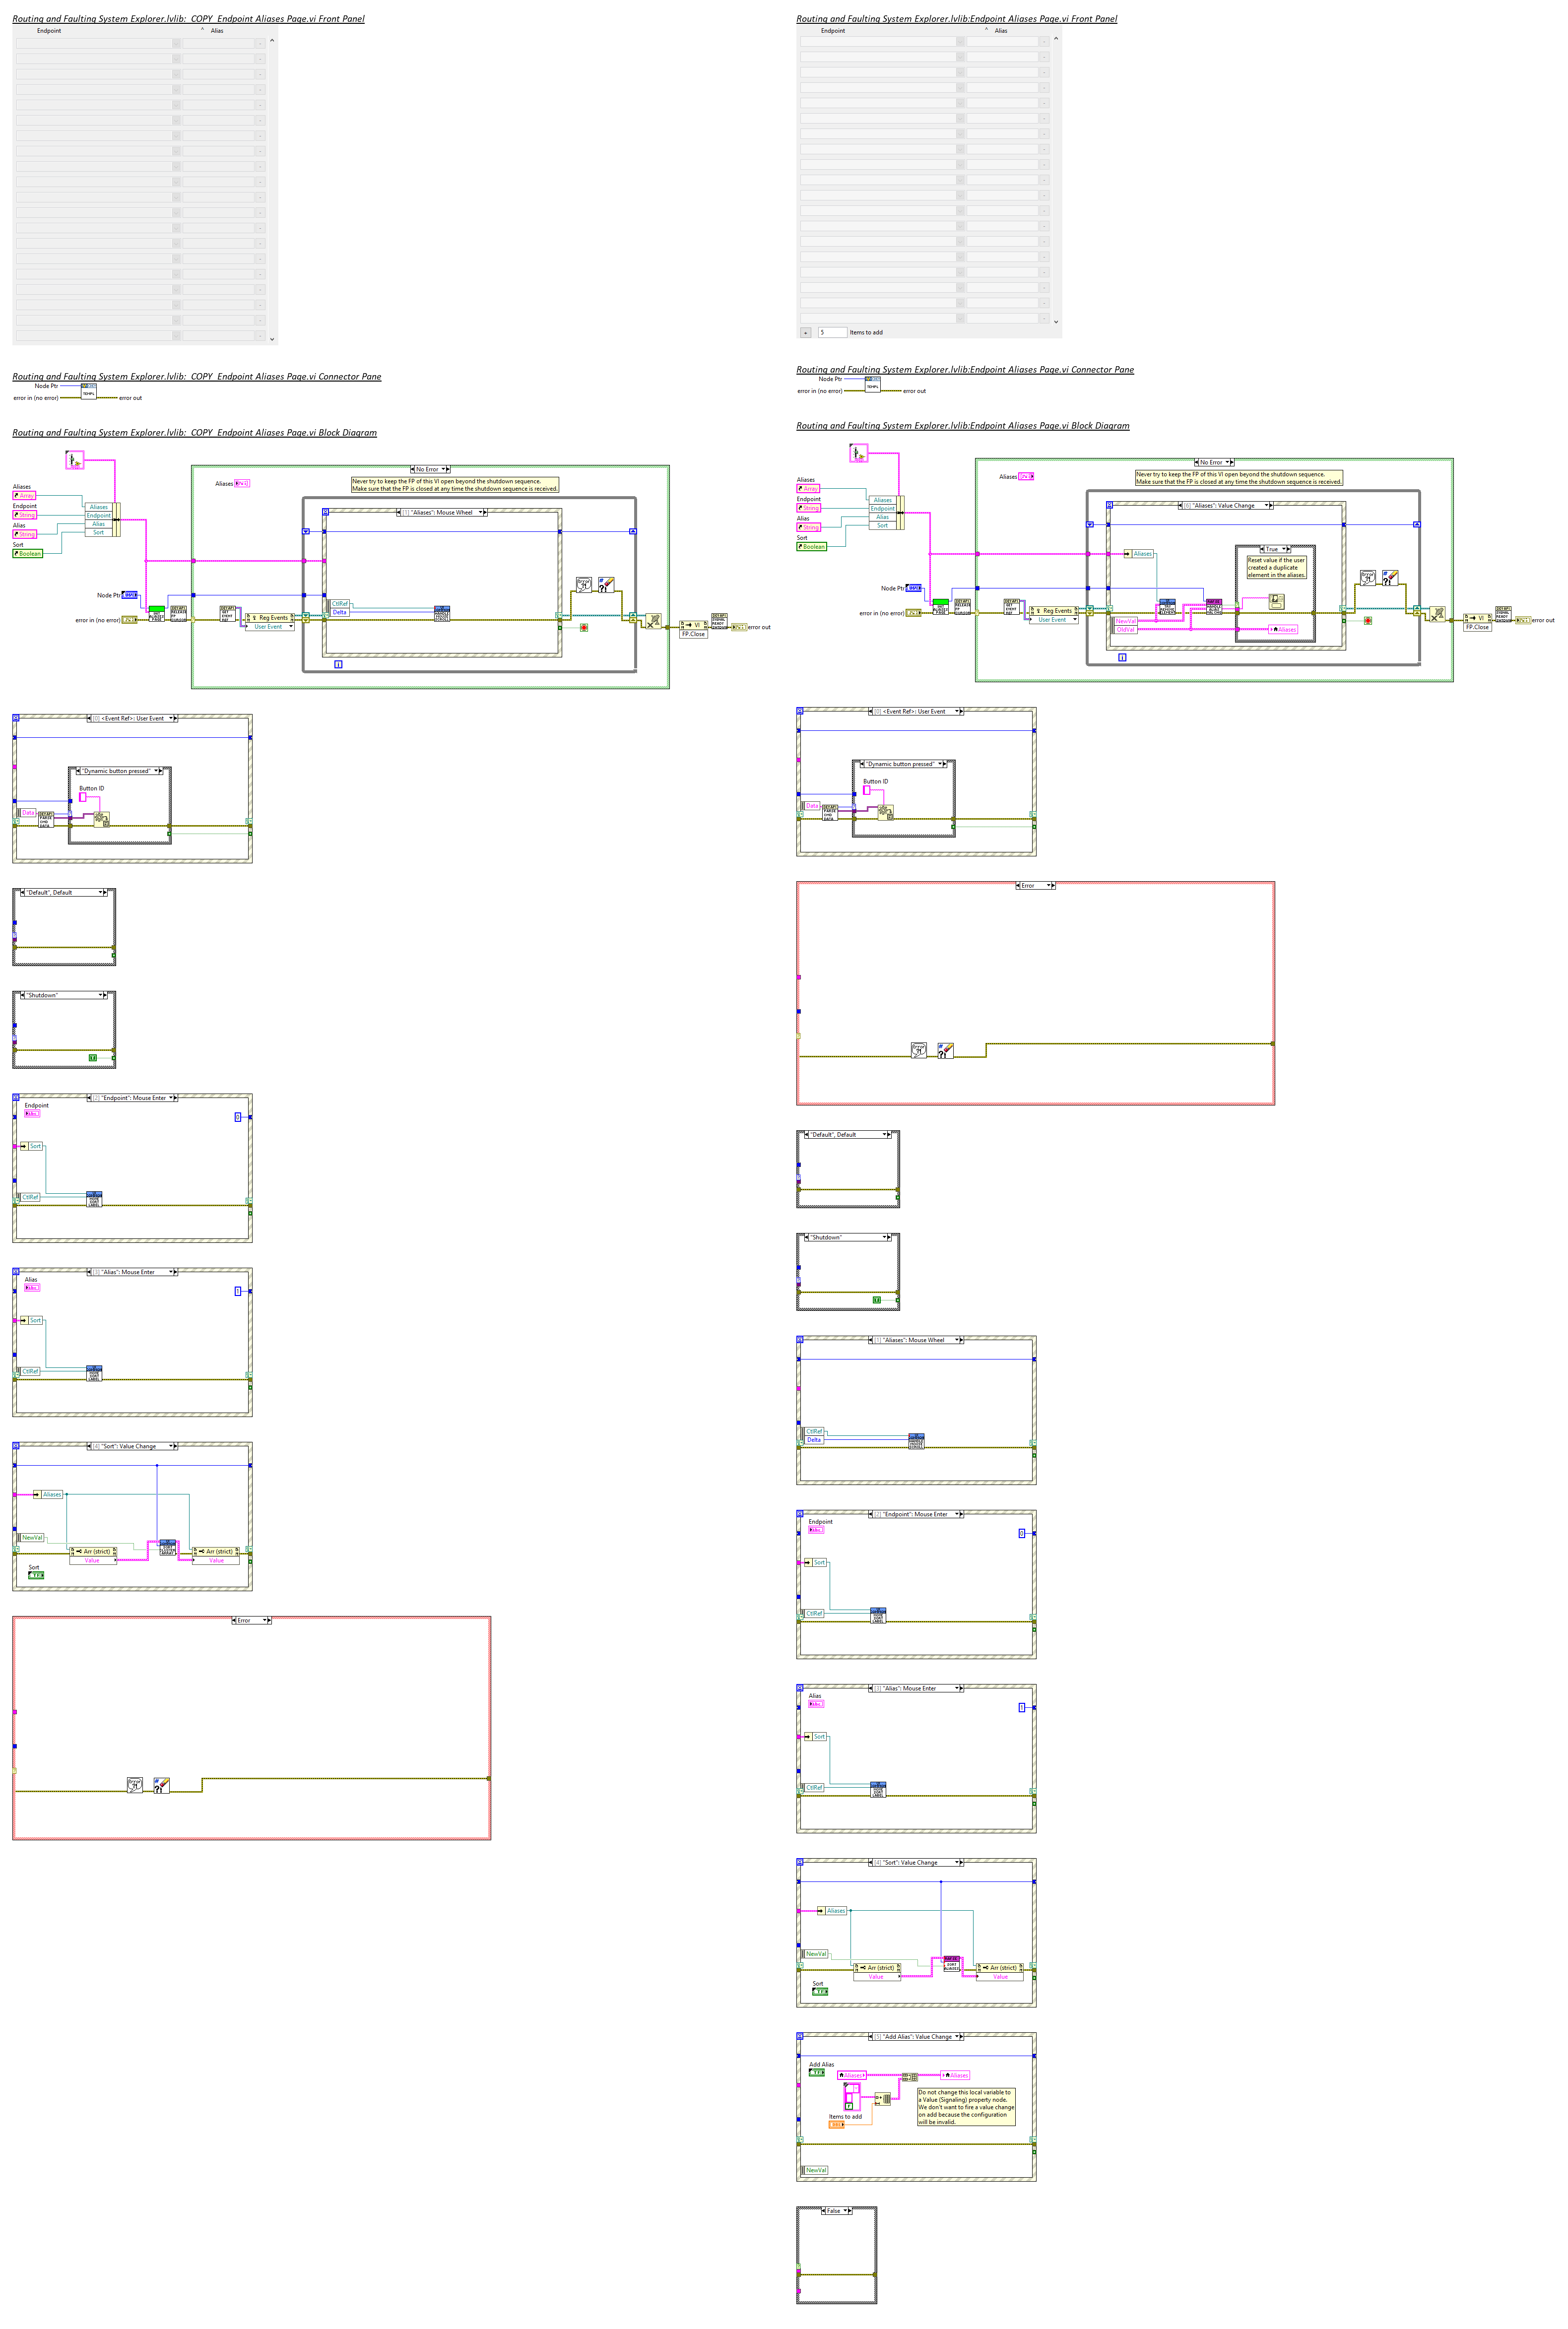 Routing and Faulting System Explorer.lvlib:_COPY_Endpoint Aliases Page.vi Front Panel
Endpoint
^ Alias
Routing and Faulting System Explorer.lvlib:_COPY_Endpoint Aliases Page.vi Connector Pane
Node Ptr
error in (no error)
error out
Routing and Faulting System Explorer.lvlib:_COPY_Endpoint Aliases Page.vi Block Diagram
Aliases
Array
Endpoint
String
Alias
String
Sort
Boolean
Aliases
Endpoint
Alias
Sort
Node Ptr
error in (no error)
No Error
Aliases
Never try to keep the FP of this VI open beyond the shutdown sequence.
Make sure that the FP is closed at any time the shutdown sequence is received.
[1] "Aliases": Mouse Wheel
CtlRef
Delta
Reg Events
User Event
VI
FP.Close
error out
[0] <Event Ref>: User Event
"Dynamic button pressed"
Button ID
Data
"Default", Default
"Shutdown"
[2] "Endpoint": Mouse Enter
Endpoint
0
Sort
CtlRef
[3] "Alias": Mouse Enter
Alias
1
Sort
CtlRef
[4] "Sort": Value Change
Aliases
NewVal
Arr (strict)
Value
Arr (strict)
Value
Sort
Error
Routing and Faulting System Explorer.lvlib:Endpoint Aliases Page.vi Front Panel
Endpoint
^ Alias
5
Items to add
Routing and Faulting System Explorer.lvlib:Endpoint Aliases Page.vi Connector Pane
Node Ptr
error in (no error)
error out
Routing and Faulting System Explorer.lvlib:Endpoint Aliases Page.vi Block Diagram
Aliases
Array
Endpoint
String
Alias
String
Sort
Boolean
Aliases
Endpoint
Alias
Sort
Node Ptr
error in (no error)
No Error
Aliases
Never try to keep the FP of this VI open beyond the shutdown sequence.
Make sure that the FP is closed at any time the shutdown sequence is received.
[6] "Aliases": Value Change
Aliases
True
Reset value if the user
created a duplicate
element in the aliases.
NewVal
OldVal
Aliases
Reg Events
User Event
VI
FP.Close
error out
[0] <Event Ref>: User Event
"Dynamic button pressed"
Button ID
Data
Error
"Default", Default
"Shutdown"
[1] "Aliases": Mouse Wheel
CtlRef
Delta
[2] "Endpoint": Mouse Enter
Endpoint
0
Sort
CtlRef
[3] "Alias": Mouse Enter
Alias
1
Sort
CtlRef
[4] "Sort": Value Change
Aliases
NewVal
Arr (strict)
Value
Arr (strict)
Value
Sort
[5] "Add Alias": Value Change
Add Alias
Aliases
Aliases
Items to add
Do not change this local variable to
a Value (Signaling) property node.
We don't want to fire a value change
on add because the configuration
will be invalid.
NewVal
False